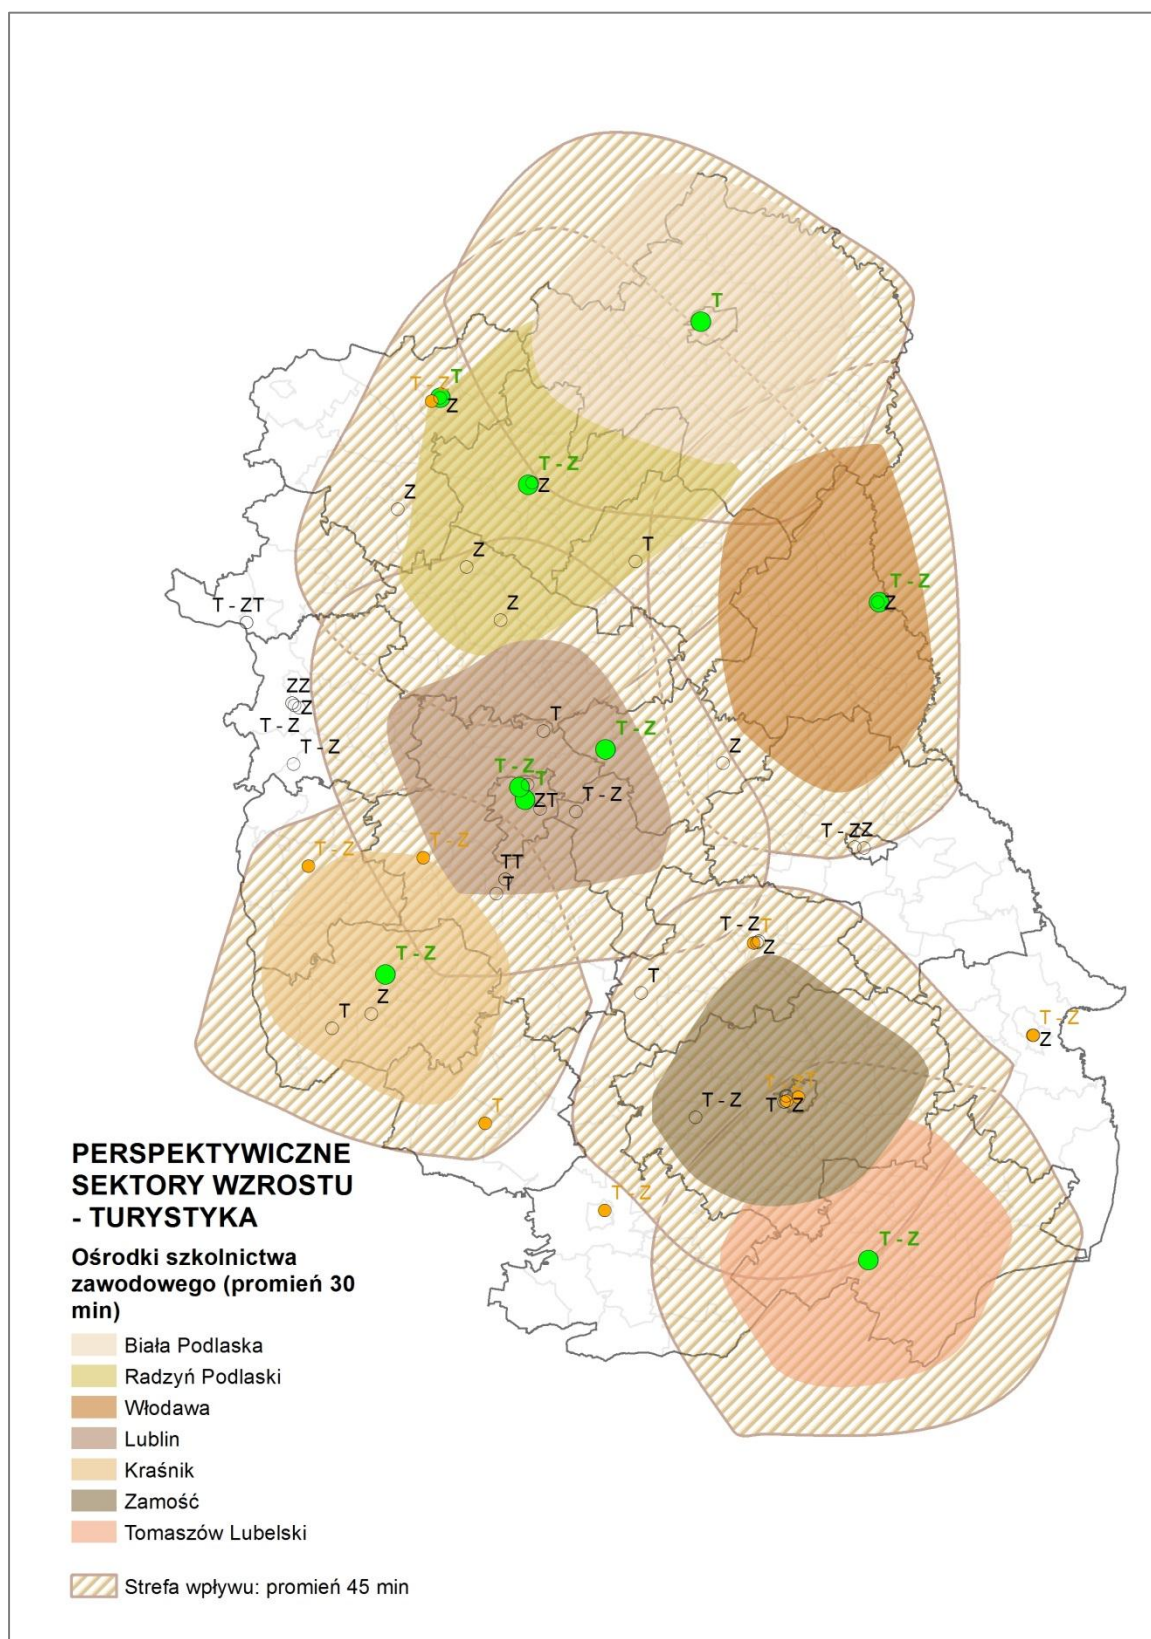 T
T - Z T
Z
T - Z
Z
Z
Z
T
Z
T - Z
Z
T - ZT
ZZ
Z
T - Z
T - Z
T
T - Z
Z
T - Z
T
ZT
T - Z
T - ZZ
T - Z
T - Z
TT
T
T - Z T
Z
T - Z
T
Z
T
T - Z
Z
T - Z
T Z
T
T - Z
T - Z
PERSPEKTYWICZNE
SEKTORY WZROSTU
- TURYSTYKA
Ośrodki szkolnictwa
zawodowego (promień 30
min)
Biała Podlaska
Radzyń Podlaski
Włodawa
Lublin
Kraśnik
Zamość
Tomaszów Lubelski
Strefa wpływu: promień 45 min